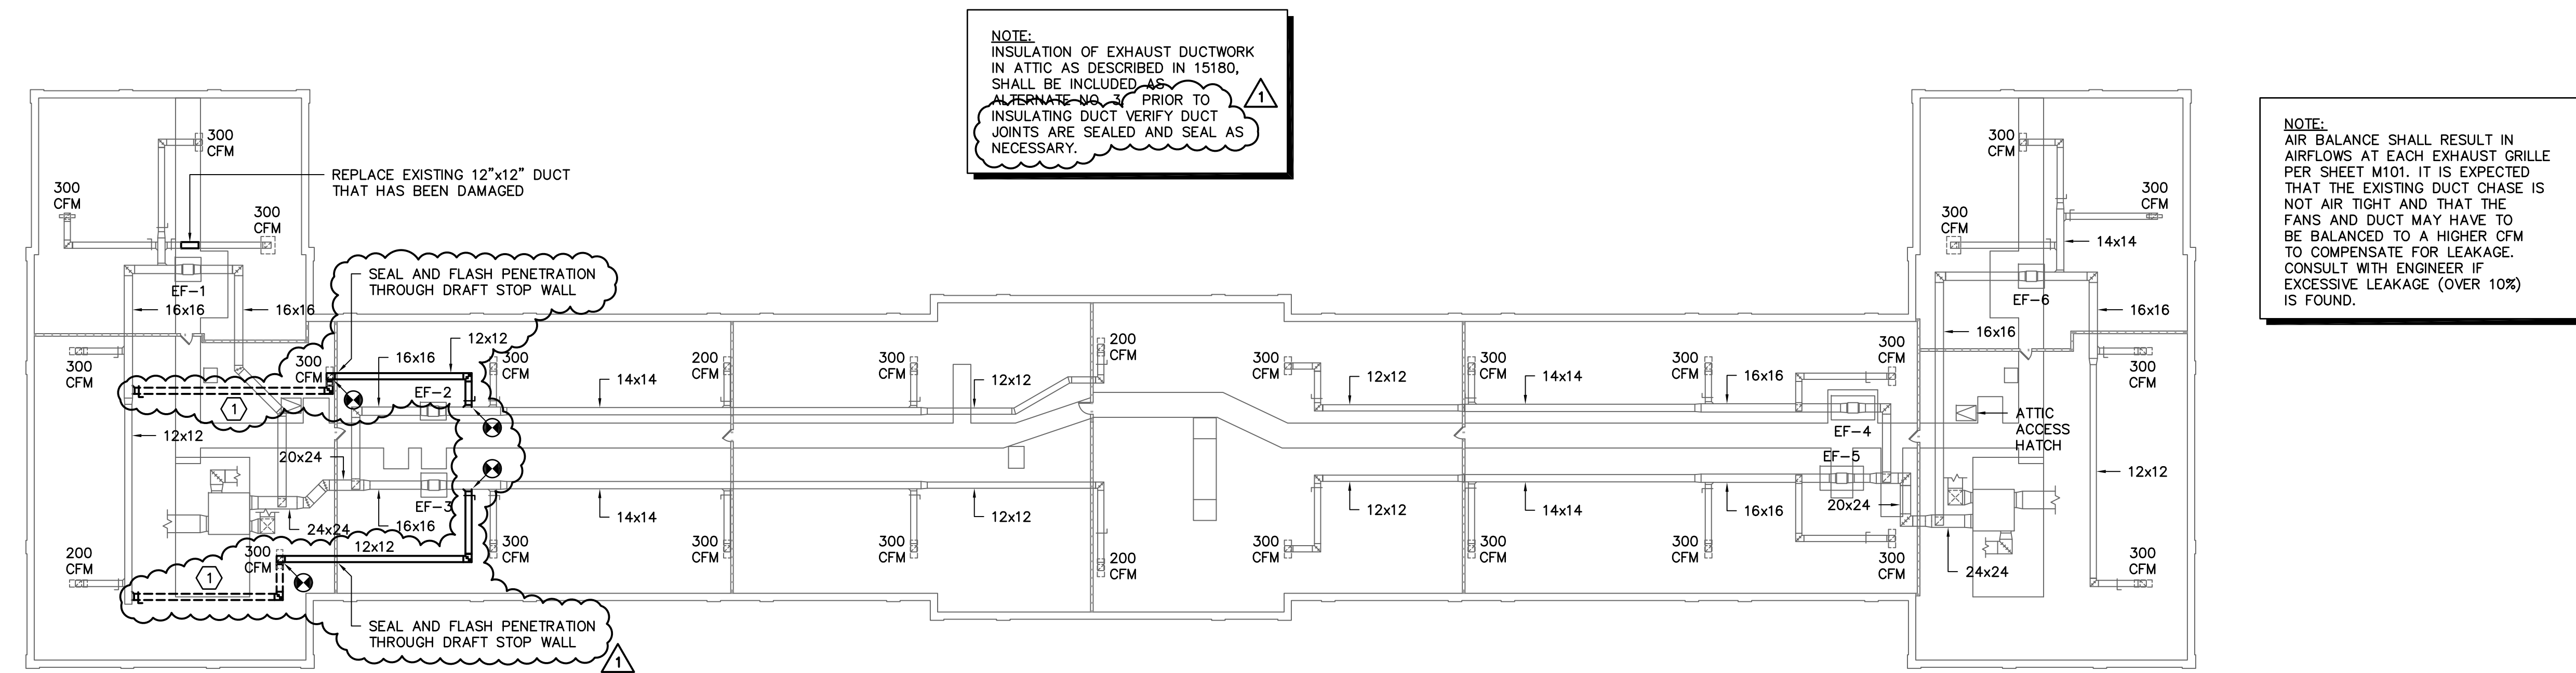 NOTE:
INSULATION OF EXHAUST DUCTWORK
IN ATTIC AS DESCRIBED IN 15180,
SHALL BE INCLUDED AS
ALTERNATE NO. 3. PRIOR TO
INSULATING DUCT VERIFY DUCT
JOINTS ARE SEALED AND SEAL AS
NECESSARY.
1
NOTE:
AIR BALANCE SHALL RESULT IN
AIRFLOWS AT EACH EXHAUST GRILLE
PER SHEET M101. IT IS EXPECTED
THAT THE EXISTING DUCT CHASE IS
NOT AIR TIGHT AND THAT THE
FANS AND DUCT MAY HAVE TO
BE BALANCED TO A HIGHER CFM
TO COMPENSATE FOR LEAKAGE.
CONSULT WITH ENGINEER IF
EXCESSIVE LEAKAGE (OVER 10%)
IS FOUND.
300
CFM
REPLACE EXISTING 12"x12" DUCT
THAT HAS BEEN DAMAGED
300
CFM
300
CFM
SEAL AND FLASH PENETRATION
THROUGH DRAFT STOP WALL
EF-1
16x16
16x16
300
CFM
300
CFM
16x16
12x12
300
CFM
14x14
200
CFM
300
CFM
12x12
200
CFM
EF-2
1
12x12
20x24
24x24
EF-3
16x16
12x12
300
CFM
14x14
300
CFM
300
CFM
12x12
200
CFM
200
CFM
300
CFM
1
SEAL AND FLASH PENETRATION
THROUGH DRAFT STOP WALL
1
300
CFM
12x12
300
CFM
14x14
300
CFM
16x16
300
CFM
EF-4
EF-5
300
CFM
12x12
300
CFM
14x14
300
CFM
16x16
20x24
300
CFM
300
CFM
300
CFM
300
CFM
14x14
EF-6
16x16
16x16
300
CFM
ATTIC
ACCESS
HATCH
12x12
24x24
300
CFM